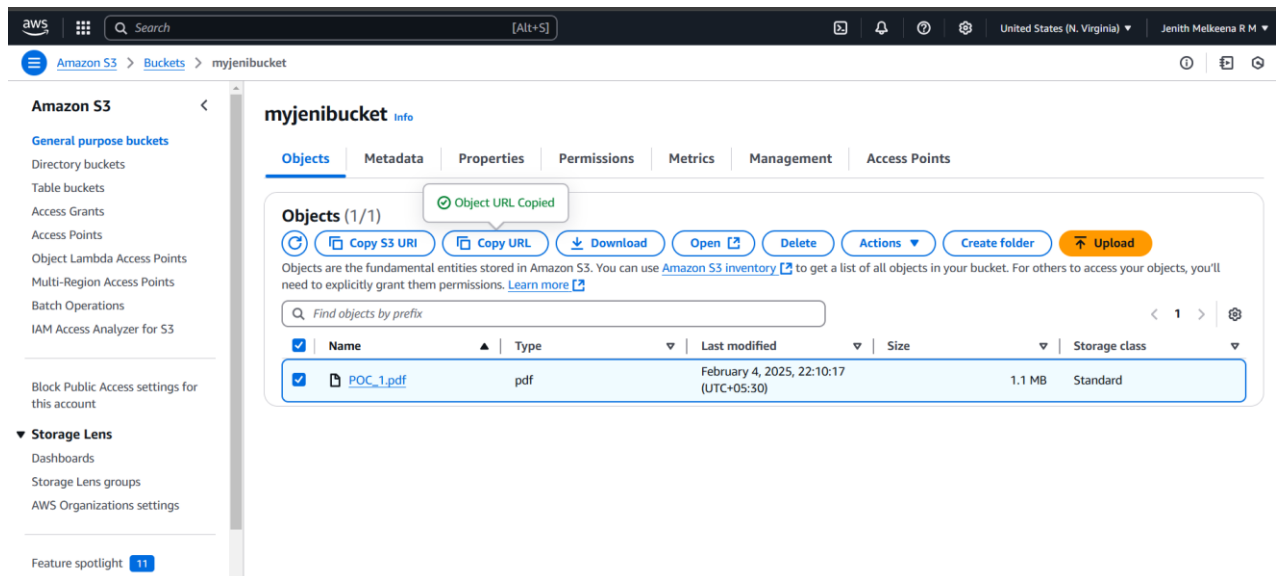 aws
Search [Alt+S]
United States (N. Virginia) ▼
Jenith Melkeena R M ▼
Amazon S3 > Buckets > myjenibucket
Amazon S3
General purpose buckets
Directory buckets
Table buckets
Access Grants
Access Points
Object Lambda Access Points
Multi-Region Access Points
Batch Operations
IAM Access Analyzer for S3
Block Public Access settings for
this account
▼ Storage Lens
Dashboards
Storage Lens groups
AWS Organizations settings
Feature spotlight 11
myjenibucket Info
Objects Metadata Properties Permissions Metrics Management Access Points
Object URL Copied
Objects (1/1)
Copy S3 URI Copy URL Download Open Delete Actions ▼ Create folder Upload
Objects are the fundamental entities stored in Amazon S3. You can use Amazon S3 inventory to get a list of all objects in your bucket. For others to access your objects, you'll
need to explicitly grant them permissions. Learn more
Find objects by prefix
< 1 >
Name Type Last modified Size Storage class
POC_1.pdf pdf February 4, 2025, 22:10:17
(UTC+05:30) 1.1 MB Standard